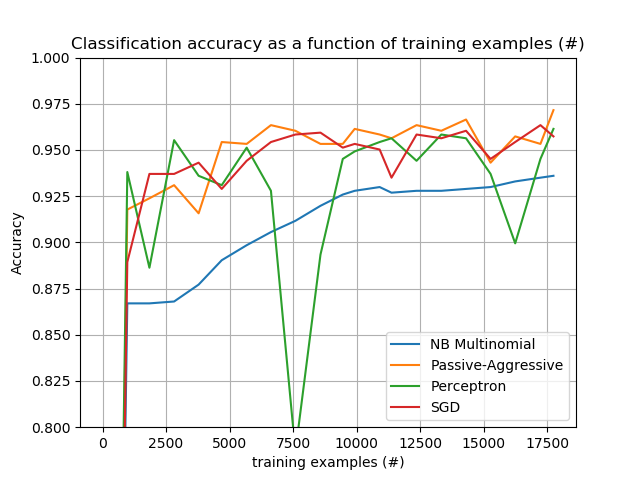 Classification accuracy as a function of training examples (#)
1.000
0.975
0.950
0.925
0.900
0.875
0.850
0.825
0.800
Accuracy
NB Multinomial
Passive-Aggressive
Perceptron
SGD
0 2500 5000 7500 10000 12500 15000 17500
training examples (#)